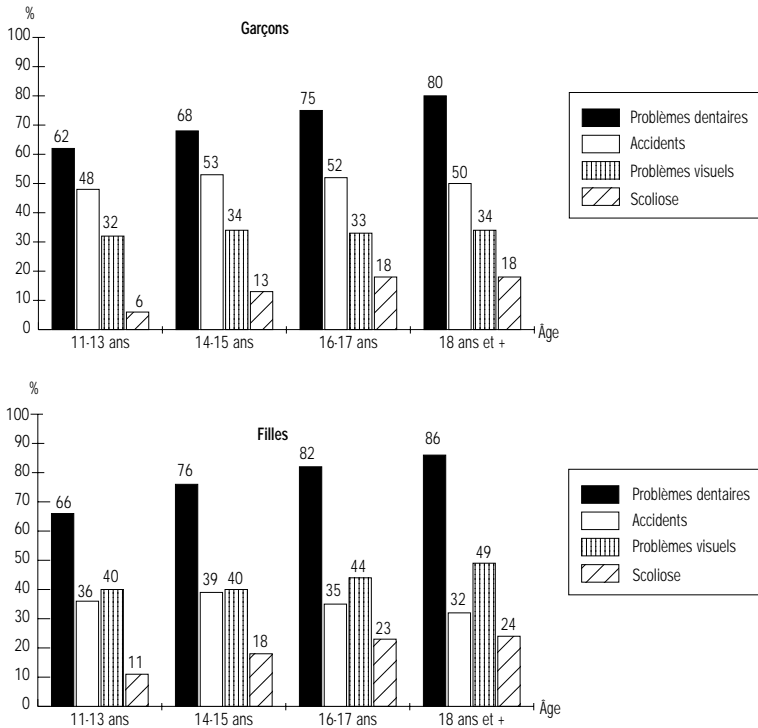 %
Garçons
100
90
80
70
60
50
40
30
20
10
0
62 48 32 6
68 53 34 13
75 52 33 18
80 50 34 18
11-13 ans 14-15 ans 16-17 ans 18 ans et + Âge
Problèmes dentaires
Accidents
Problèmes visuels
Scoliose
%
Filles
100
90
80
70
60
50
40
30
20
10
0
66 36 40 11
76 39 40 18
82 35 44 23
86 32 49 24
11-13 ans 14-15 ans 16-17 ans 18 ans et + Âge
Problèmes dentaires
Accidents
Problèmes visuels
Scoliose